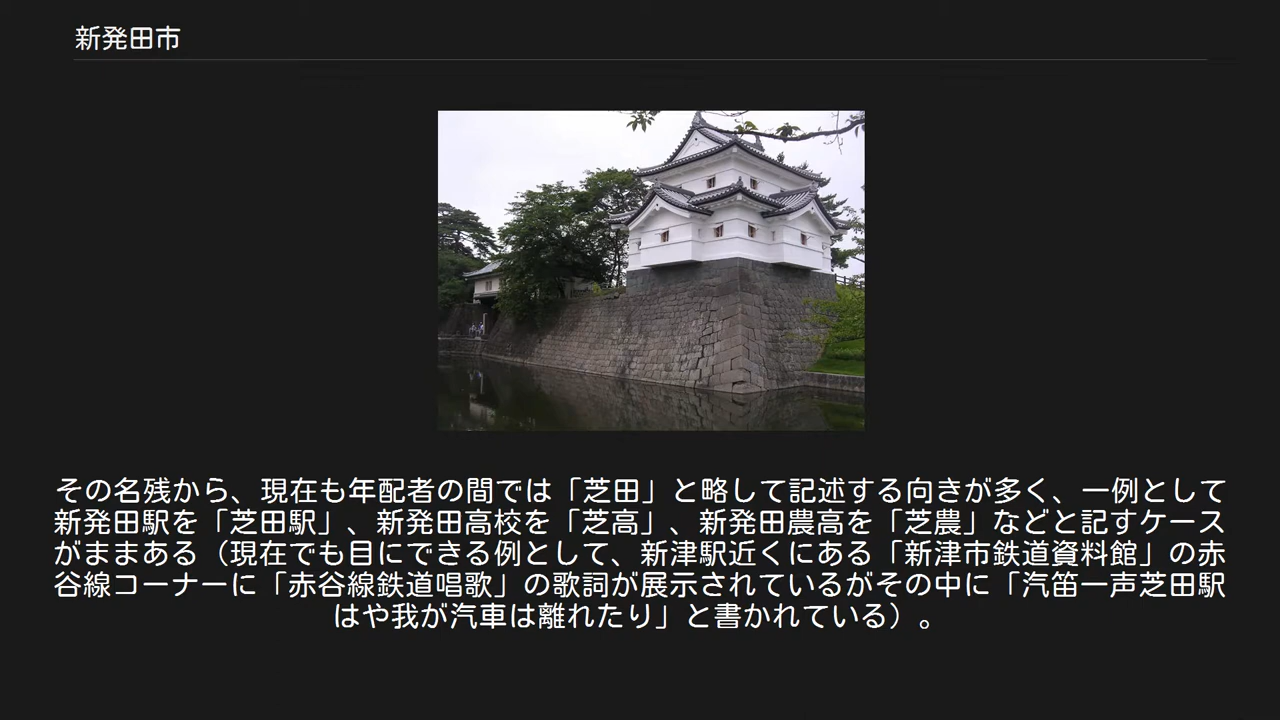 新発田市
その名残から、現在も年配者の間では「芝田」と略して記述する向きが多く、一例として
新発田駅を「芝田駅」、新発田高校を「芝高」、新発田農高を「芝農」などと記すケース
がままある（現在でも目にできる例として、新津駅近くにある「新津市鉄道資料館」の赤
谷線コーナーに「赤谷線鉄道唱歌」の歌詞が展示されているがその中に「汽笛一声芝田駅
はや我が汽車は離れたり」と書かれている）。